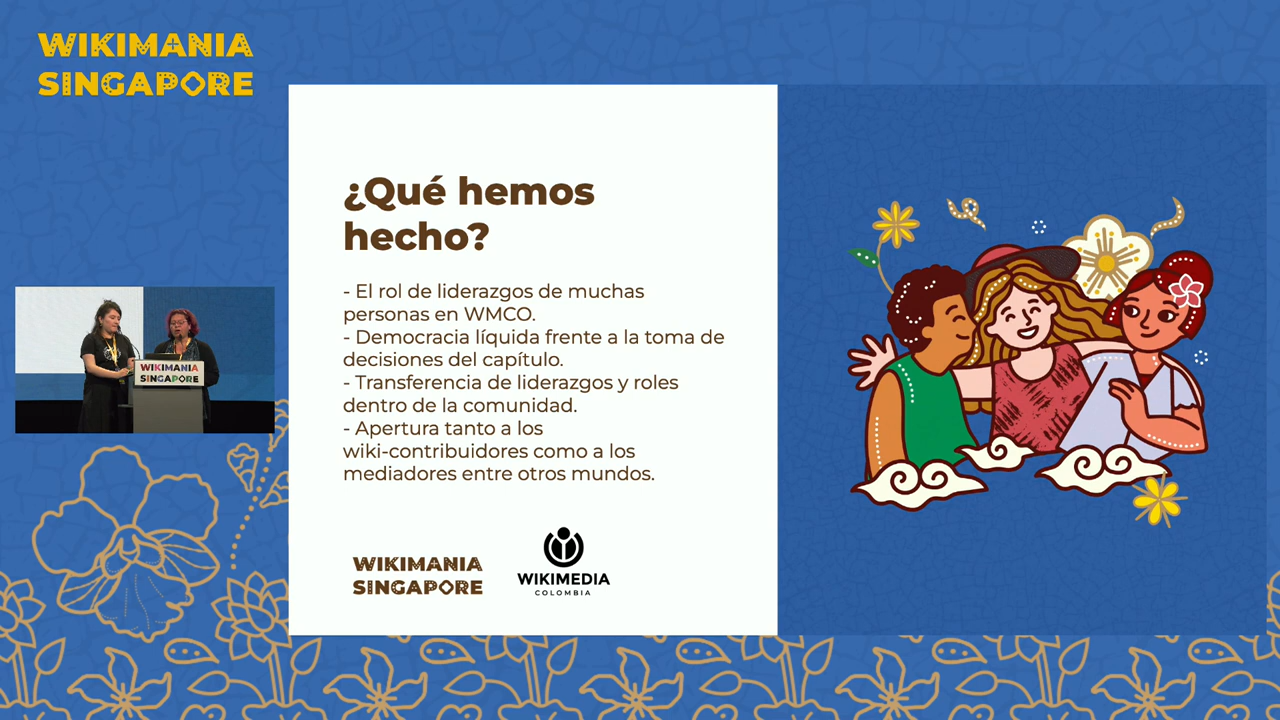 WIKIMANIA
SINGAPORE
¿Qué hemos
hecho?
- El rol de liderazgos de muchas
personas en WMCO.
- Democracia líquida frente a la toma de
decisiones del capítulo.
- Transferencia de liderazgos y roles
dentro de la comunidad.
- Apertura tanto a los
wiki-contribuidores como a los
mediadores entre otros mundos.
WIKIMANIA
SINGAPORE
WIKIMANIA
SINGAPORE
WIKIMEDIA
COLOMBIA